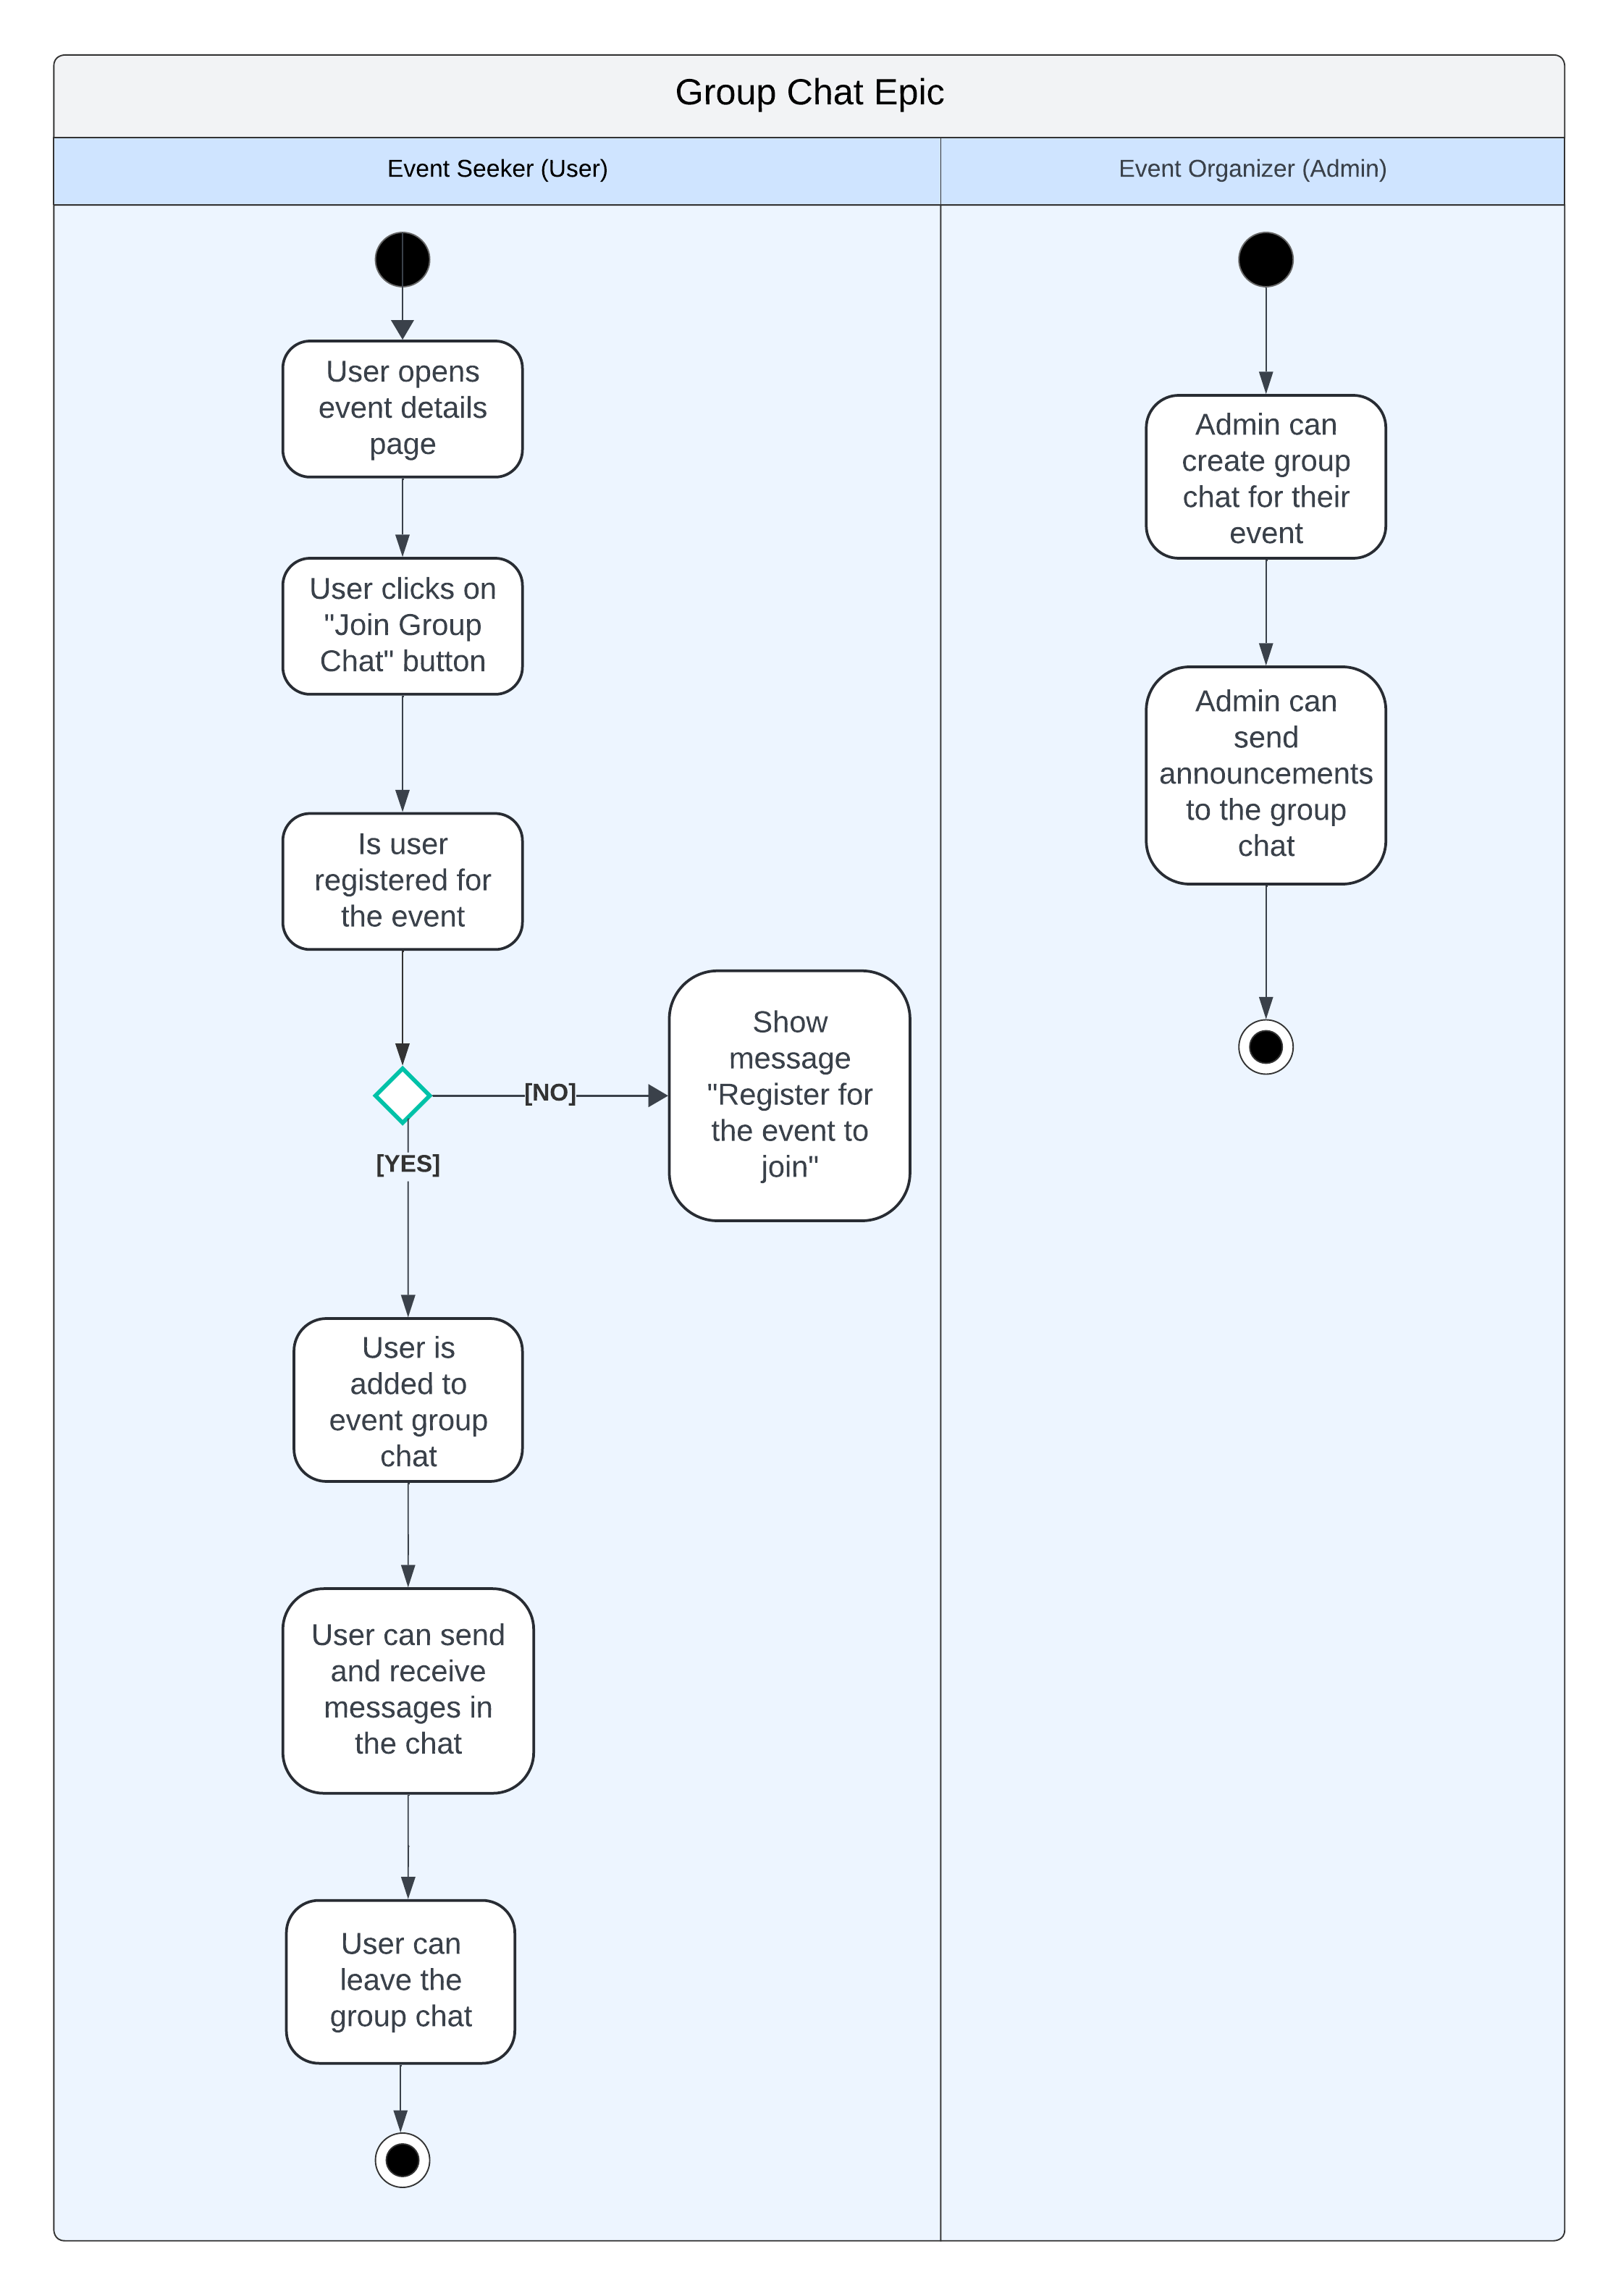 Group Chat Epic
Event Seeker (User)
Event Organizer (Admin)
User opens
event details
page
User clicks on
"Join Group
Chat" button
Is user
registered for
the event
[NO]
Show
message
"Register for
the event to
join"
[YES]
User is
added to
event group
chat
User can send
and receive
messages in
the chat
User can
leave the
group chat
Admin can
create group
chat for their
event
Admin can
send
announcements
to the group
chat